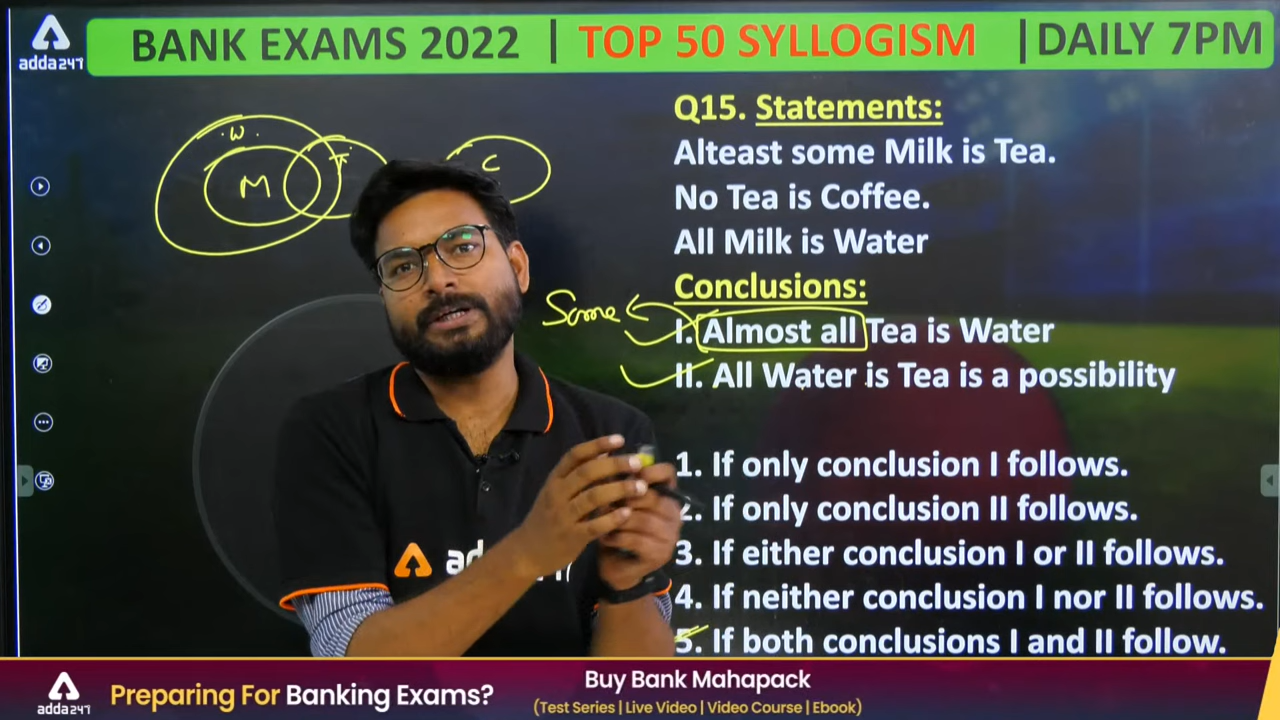 adda247
BANK EXAMS 2022 | TOP 50 SYLLOGISM | DAILY 7PM
W
M
T
C
Q15. Statements:
Alteast some Milk is Tea.
No Tea is Coffee.
All Milk is Water
Conclusions:
Some
I. Almost all Tea is Water
II. All Water is Tea is a possibility
1. If only conclusion I follows.
2. If only conclusion II follows.
3. If either conclusion I or II follows.
4. If neither conclusion I nor II follows.
5. If both conclusions I and II follow.
adda247
Preparing For Banking Exams?
Buy Bank Mahapack
(Test Series | Live Video | Video Course | Ebook)